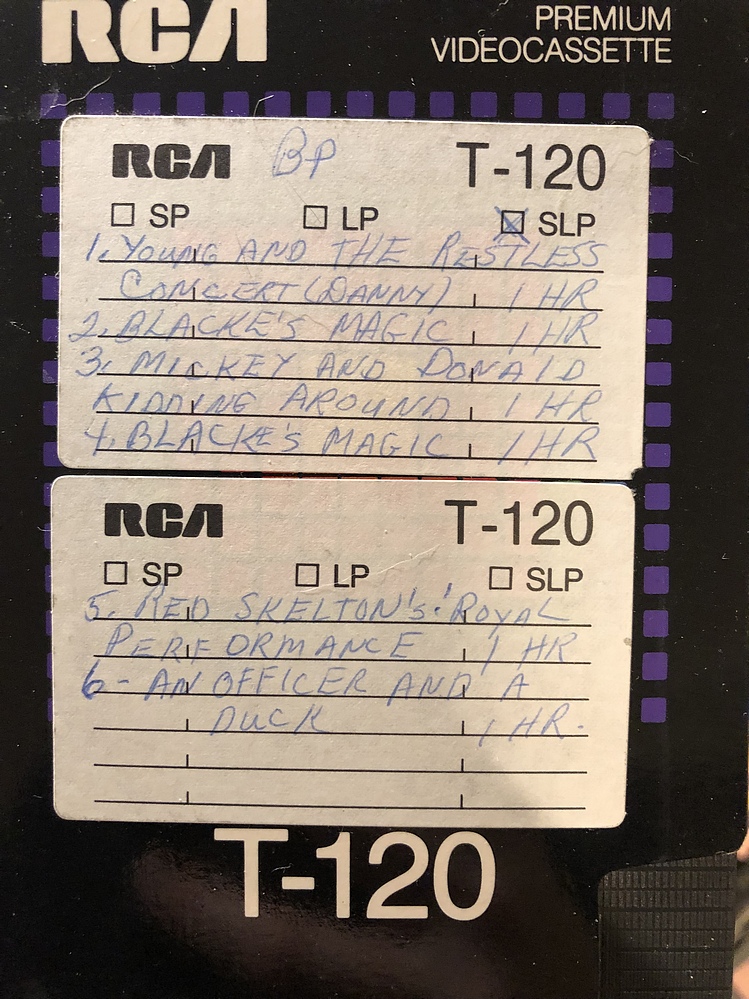 RCA PREMIUM
VIDEOCASSETTE
RCA BP T-120
SP LP SLP
1. YOUNG AND THE RESTLESS
CONCERT (DANNY) 1 HR
2. BLACKE'S MAGIC 1 HR
3. MICKEY AND DONALD
KIDDING AROUND 1 HR
4. BLACKE'S MAGIC 1 HR
RCA T-120
SP LP SLP
5. RED SKELTON'S: ROYAL
PERFORMANCE 1 HR
6- AN OFFICER AND A
DUCK 1 HR.
T-120